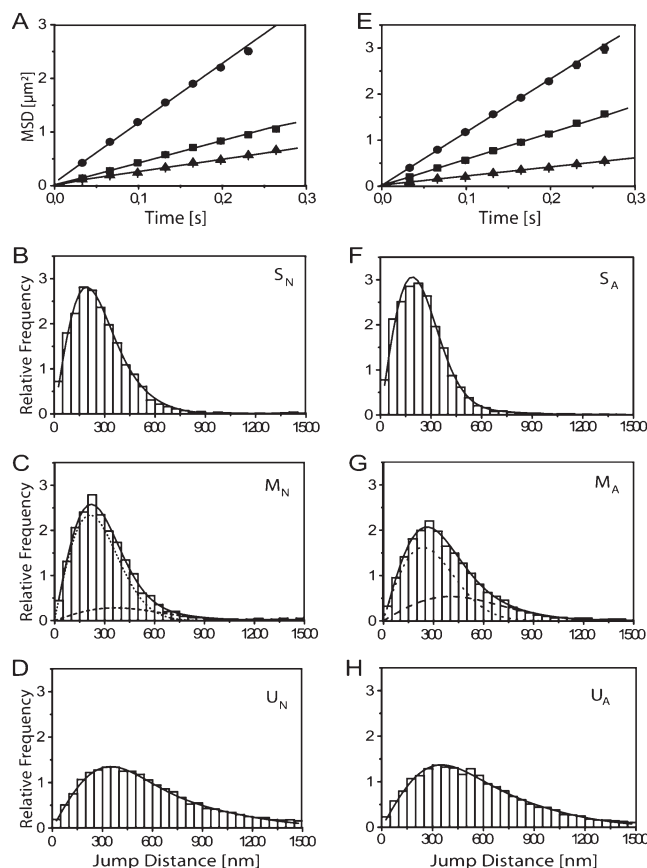 A
E
MSD [µm²]
3
2
1
0
0,0 0,1 0,2 0,3
Time [s]
3
2
1
0
0,0 0,1 0,2 0,3
Time [s]
B
F
Relative Frequency
3
2
1
0
S_N
0 300 600 900 1200 1500
3
2
1
0
S_A
0 300 600 900 1200 1500
C
G
Relative Frequency
3
2
1
0
M_N
0 300 600 900 1200 1500
3
2
1
0
M_A
0 300 600 900 1200 1500
D
H
Relative Frequency
3
2
1
0
U_N
0 300 600 900 1200 1500
Jump Distance [nm]
3
2
1
0
U_A
0 300 600 900 1200 1500
Jump Distance [nm]